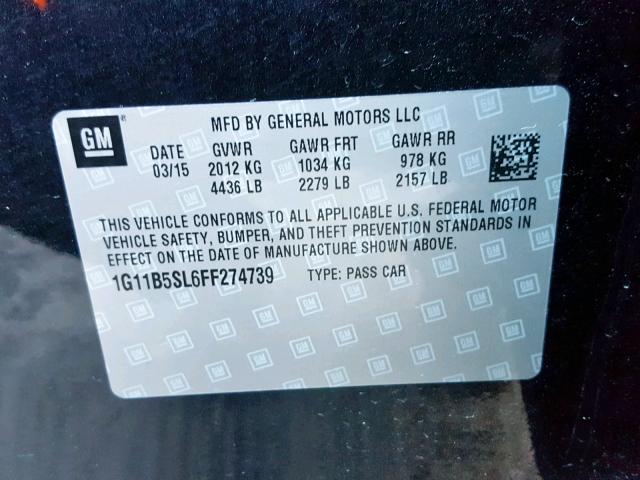 GM
MFD BY GENERAL MOTORS LLC
DATE GVWR GAWR FRT GAWR RR
03/15 2012 KG 1034 KG 978 KG
4436 LB 2279 LB 2157 LB
THIS VEHICLE CONFORMS TO ALL APPLICABLE U.S. FEDERAL MOTOR
VEHICLE SAFETY, BUMPER, AND THEFT PREVENTION STANDARDS IN
EFFECT ON THE DATE OF MANUFACTURE SHOWN ABOVE.
1G11B5SL6FF274739 TYPE: PASS CAR